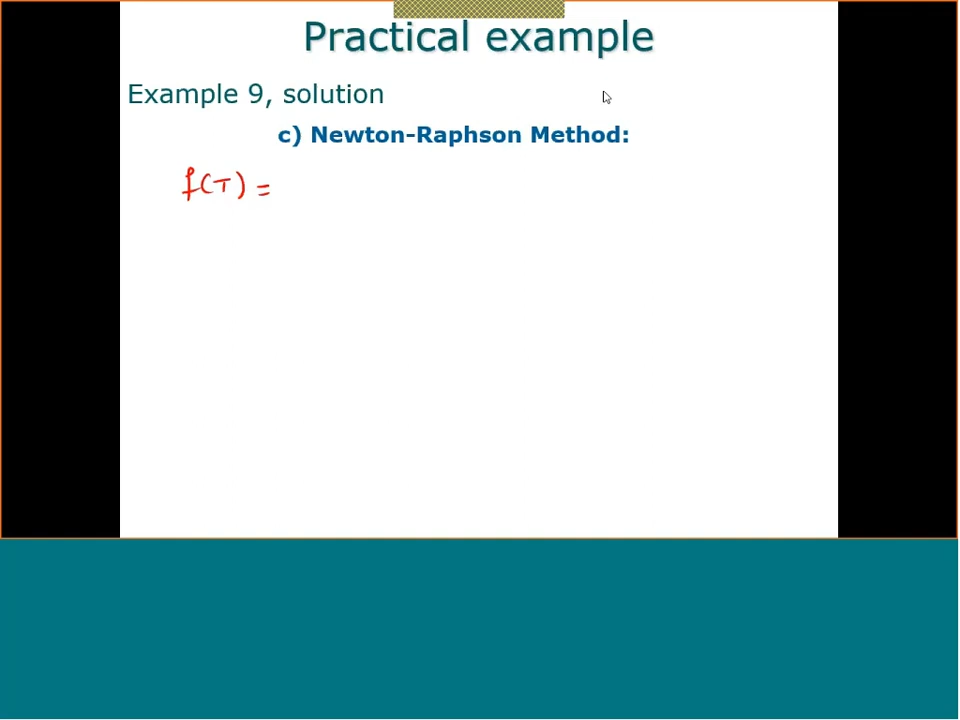 Practical example
Example 9, solution
c) Newton-Raphson Method:
f(T) =